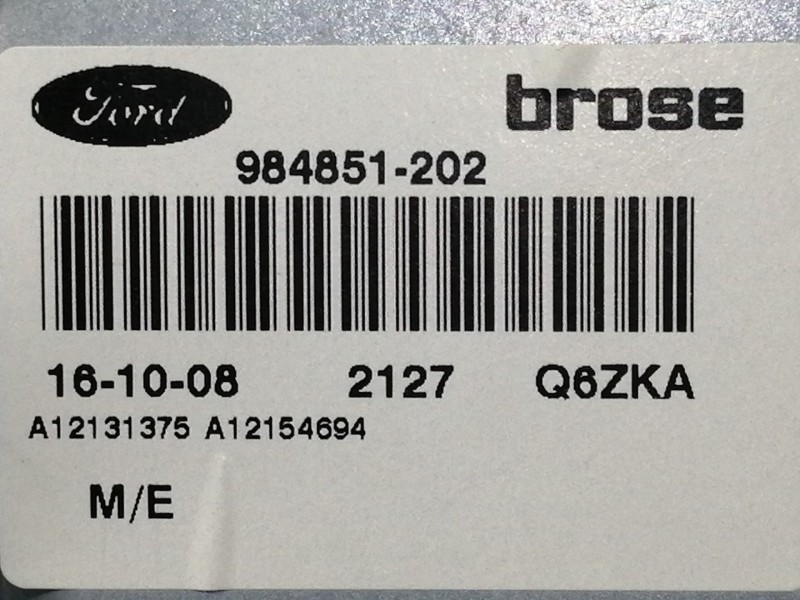 Ford brose
984851-202
16-10-08 2127 Q6ZKA
A12131375 A12154694
M/E